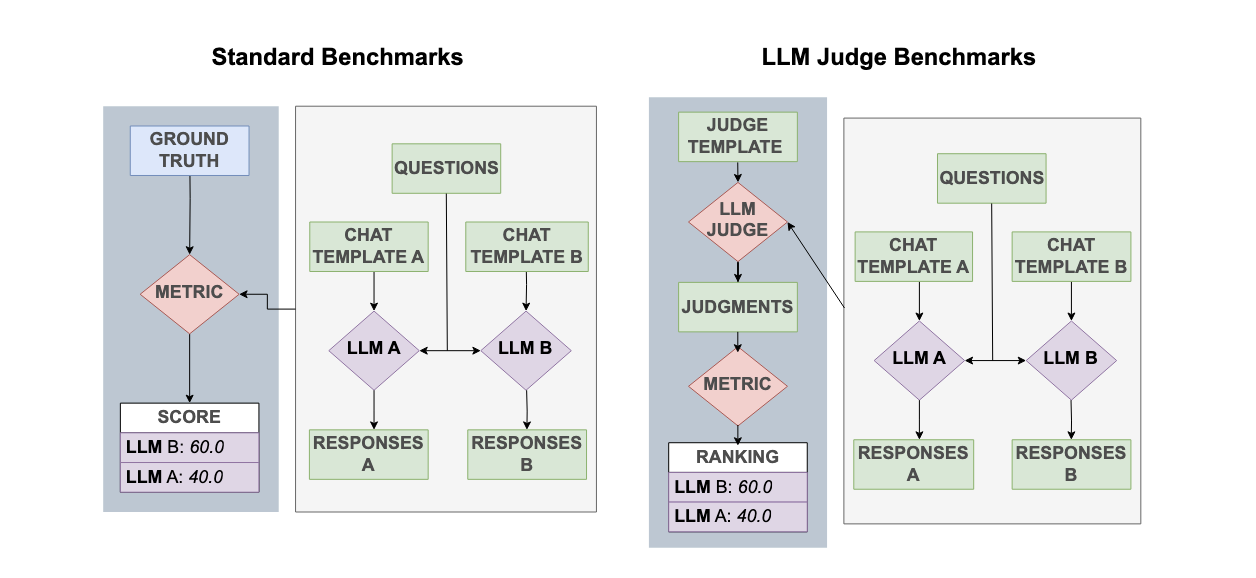 Standard Benchmarks
GROUND
TRUTH
METRIC
SCORE
LLM B: 60.0
LLM A: 40.0
QUESTIONS
CHAT
TEMPLATE A
CHAT
TEMPLATE B
LLM A
LLM B
RESPONSES
A
RESPONSES
B
LLM Judge Benchmarks
JUDGE
TEMPLATE
LLM
JUDGE
JUDGMENTS
METRIC
RANKING
LLM B: 60.0
LLM A: 40.0
QUESTIONS
CHAT
TEMPLATE A
CHAT
TEMPLATE B
LLM A
LLM B
RESPONSES
A
RESPONSES
B